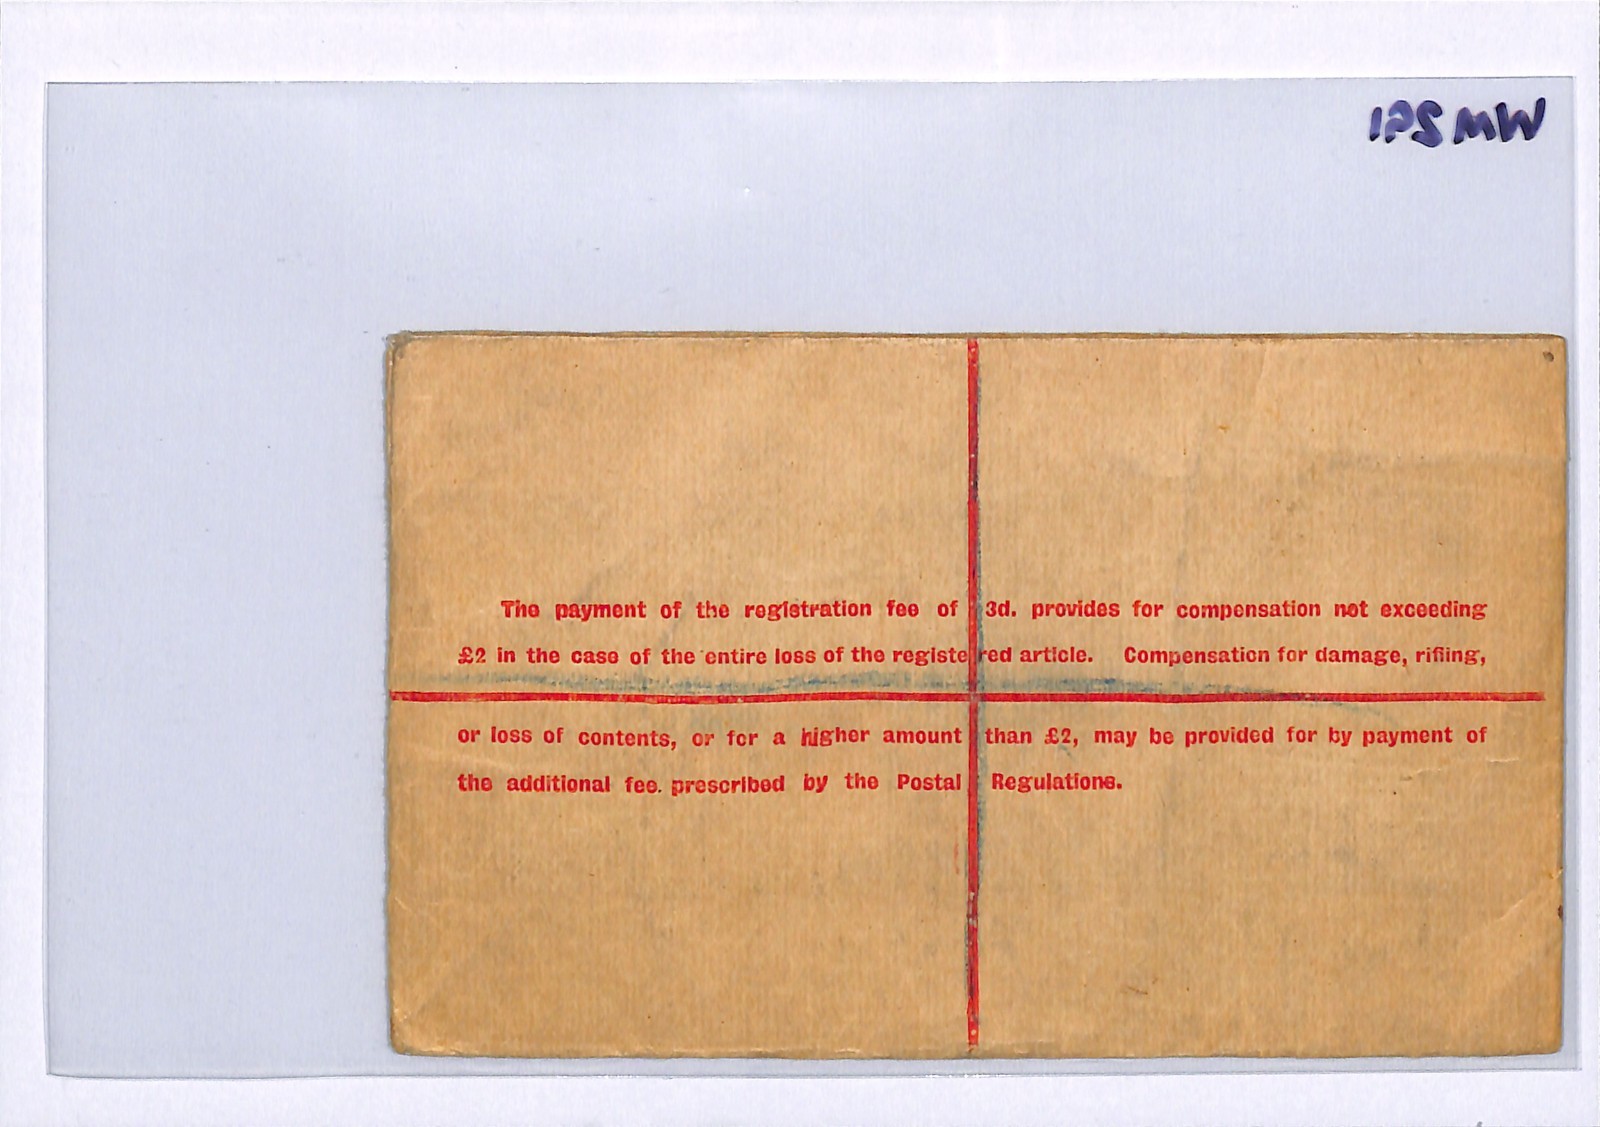 The payment of the registration fee of 3d. provides for compensation not exceeding
£2 in the case of the entire loss of the registered article. Compensation for damage, rifling,
or loss of contents, or for a higher amount than £2, may be provided for by payment of
the additional fee. prescribed by the Postal Regulations.